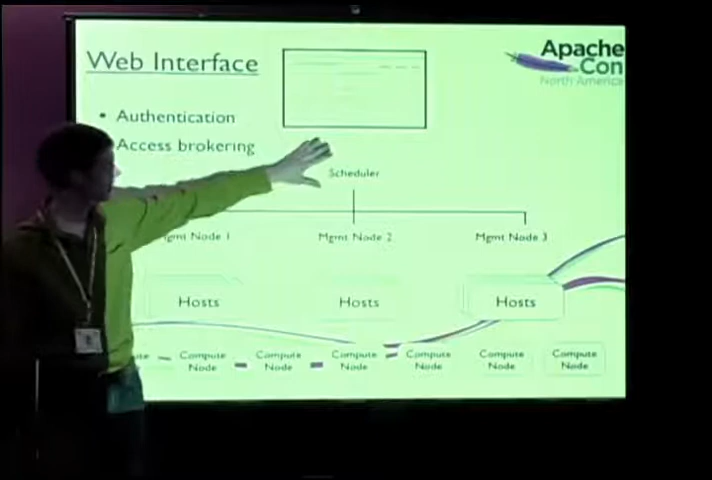 Web Interface
Apache
Con
North America
• Authentication
Access brokering
Scheduler
Mgmt Node 1
Mgmt Node 2
Mgmt Node 3
Hosts
Hosts
Hosts
Compute
Node
Compute
Node
Compute
Node
Compute
Node
Compute
Node
Compute
Node